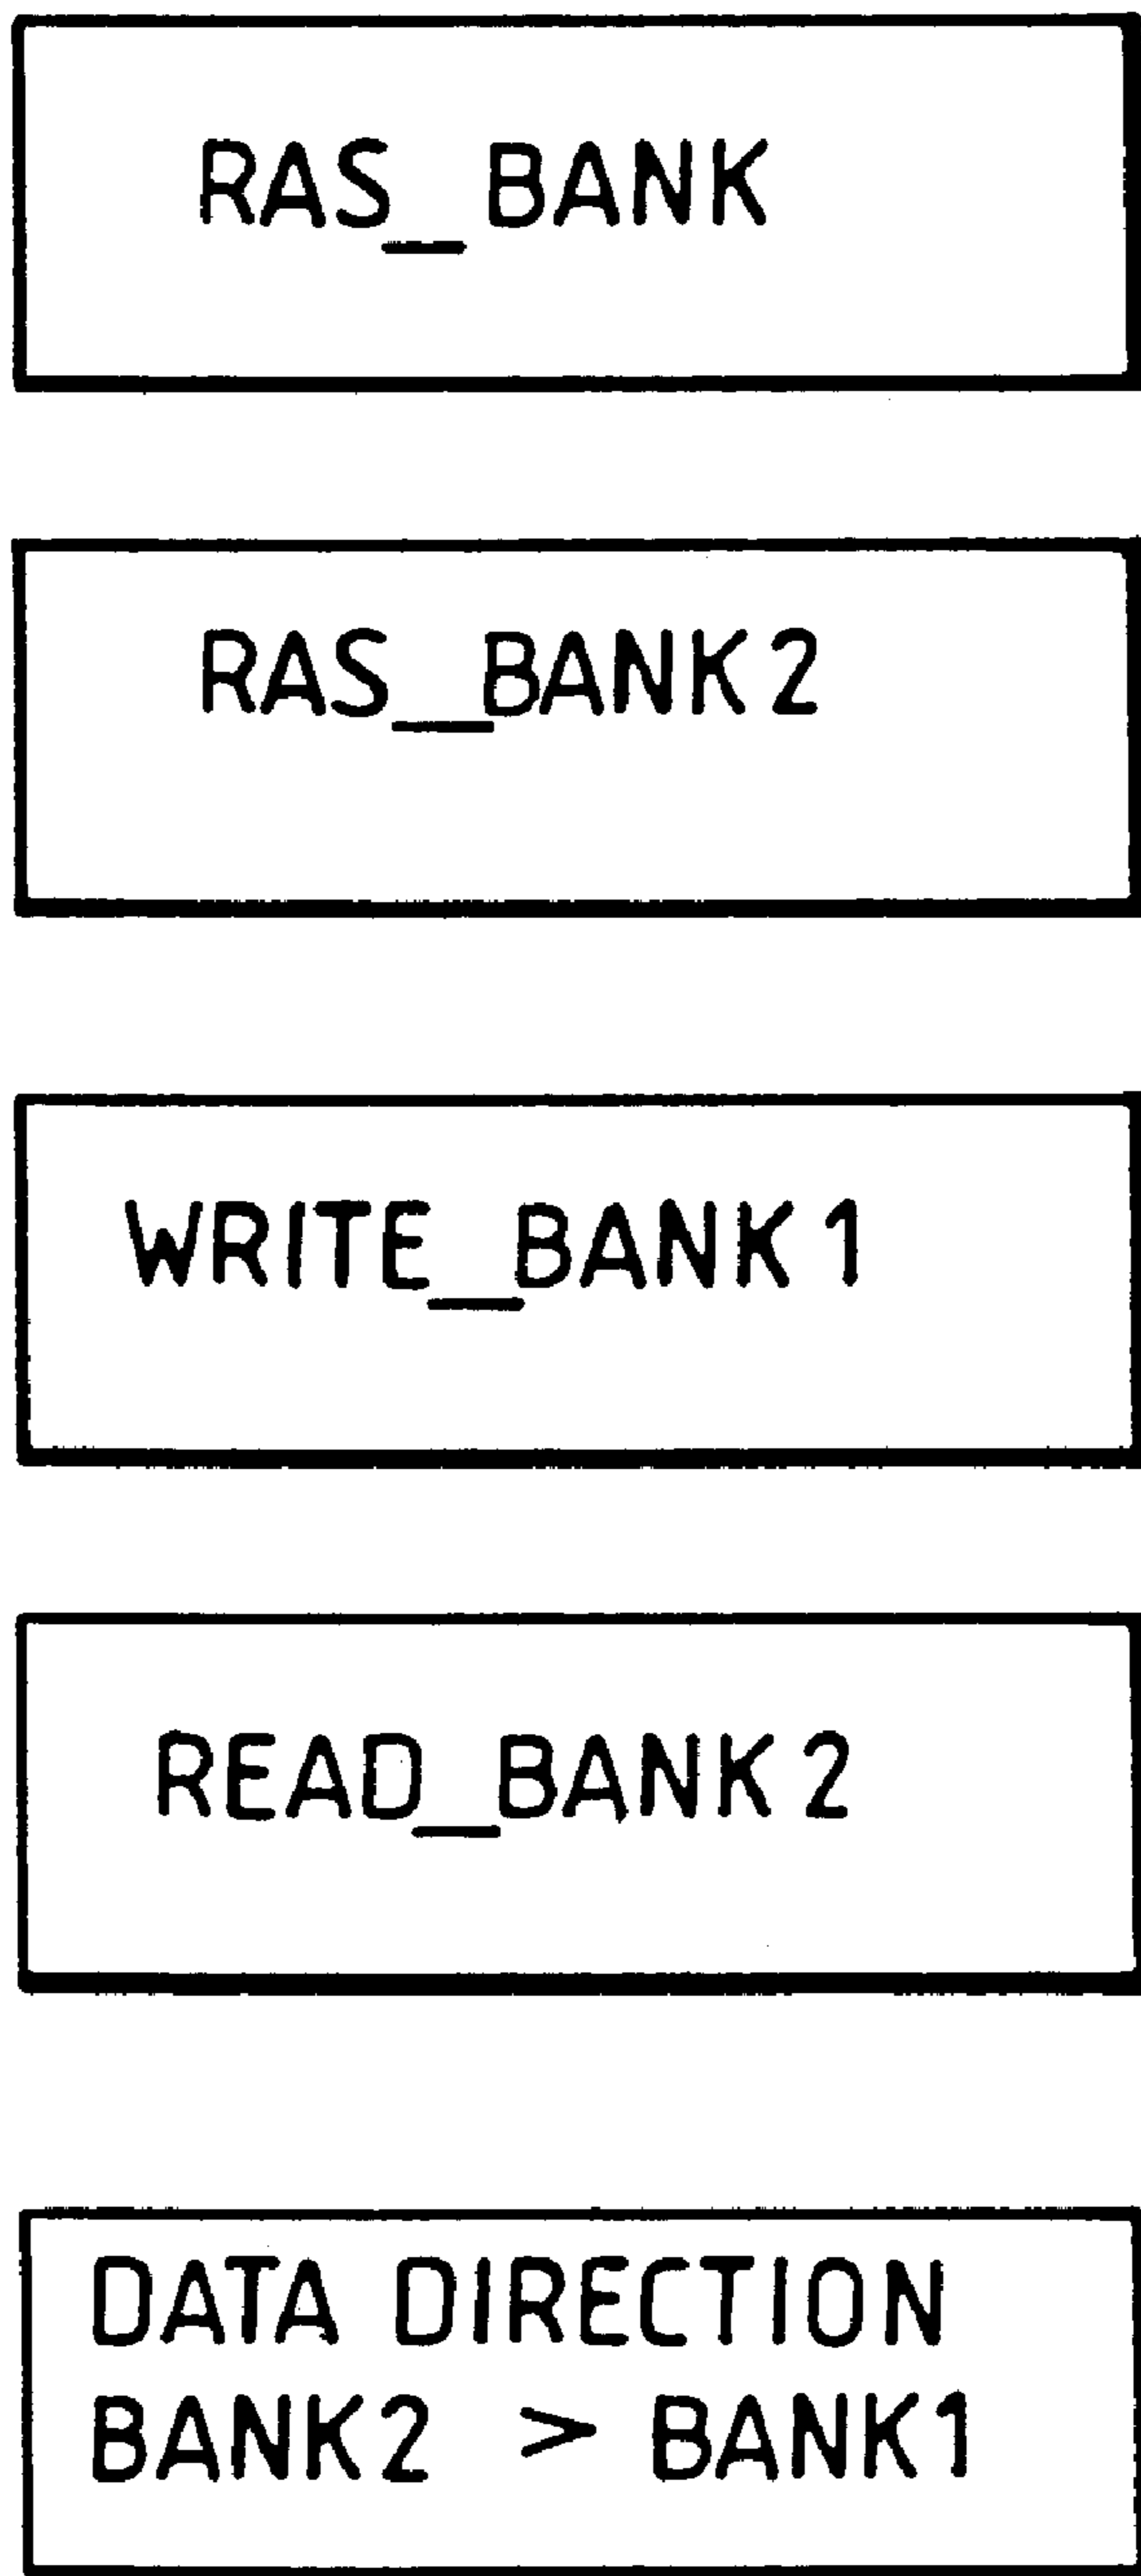 RAS_BANK
RAS_BANK2
WRITE_BANK1
READ_BANK2
DATA DIRECTION
BANK2 > BANK1